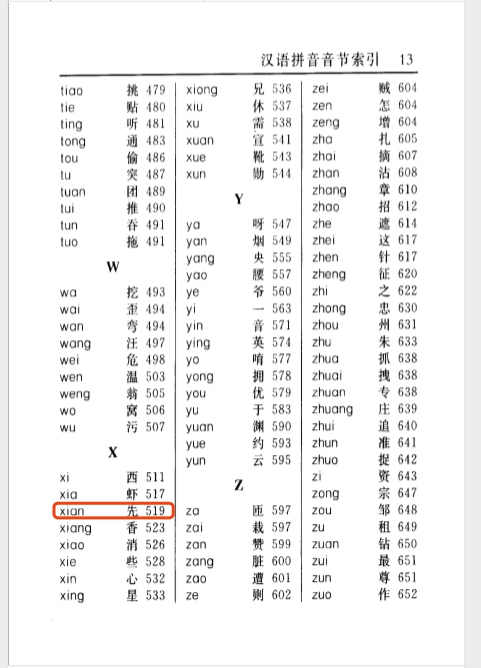 汉语拼音音节索引 13
tiao 挑 479
tie 贴 480
ting 听 481
tong 通 483
tou 偷 486
tu 突 487
tuan 团 489
tui 推 490
tun 吞 491
tuo 拖 491
W
wa 挖 493
wai 歪 494
wan 弯 494
wang 汪 497
wei 危 498
wen 温 503
weng 翁 505
wo 窝 506
wu 污 507
X
xi 西 511
xia 虾 517
xian 先 519
xiang 香 523
xiao 消 526
xie 些 528
xin 心 532
xing 星 533
xiong 兄 536
xiu 休 537
xu 需 538
xuan 宣 541
xue 靴 543
xun 勋 544
Y
ya 呀 547
yan 烟 549
yang 央 555
yao 腰 557
ye 爷 560
yi 一 563
yin 音 571
ying 英 574
yo 唷 577
yong 拥 578
you 优 579
yu 于 583
yuan 渊 590
yue 约 593
yun 云 595
Z
za 匝 597
zai 栽 597
zan 赞 599
zang 脏 600
zao 遭 601
ze 则 602
zei 贼 604
zen 怎 604
zeng 增 604
zha 扎 605
zhai 摘 607
zhan 沾 608
zhang 章 610
zhao 招 612
zhe 遮 614
zhei 这 617
zhen 针 617
zheng 征 620
zhi 之 622
zhong 忠 630
zhou 州 631
zhu 朱 633
zhua 抓 638
zhuai 拽 638
zhuan 专 638
zhuang 庄 639
zhui 追 640
zhun 准 641
zhuo 捉 642
zi 资 643
zong 宗 647
zou 邹 648
zu 租 649
zuan 钻 650
zui 最 651
zun 尊 651
zuo 作 652